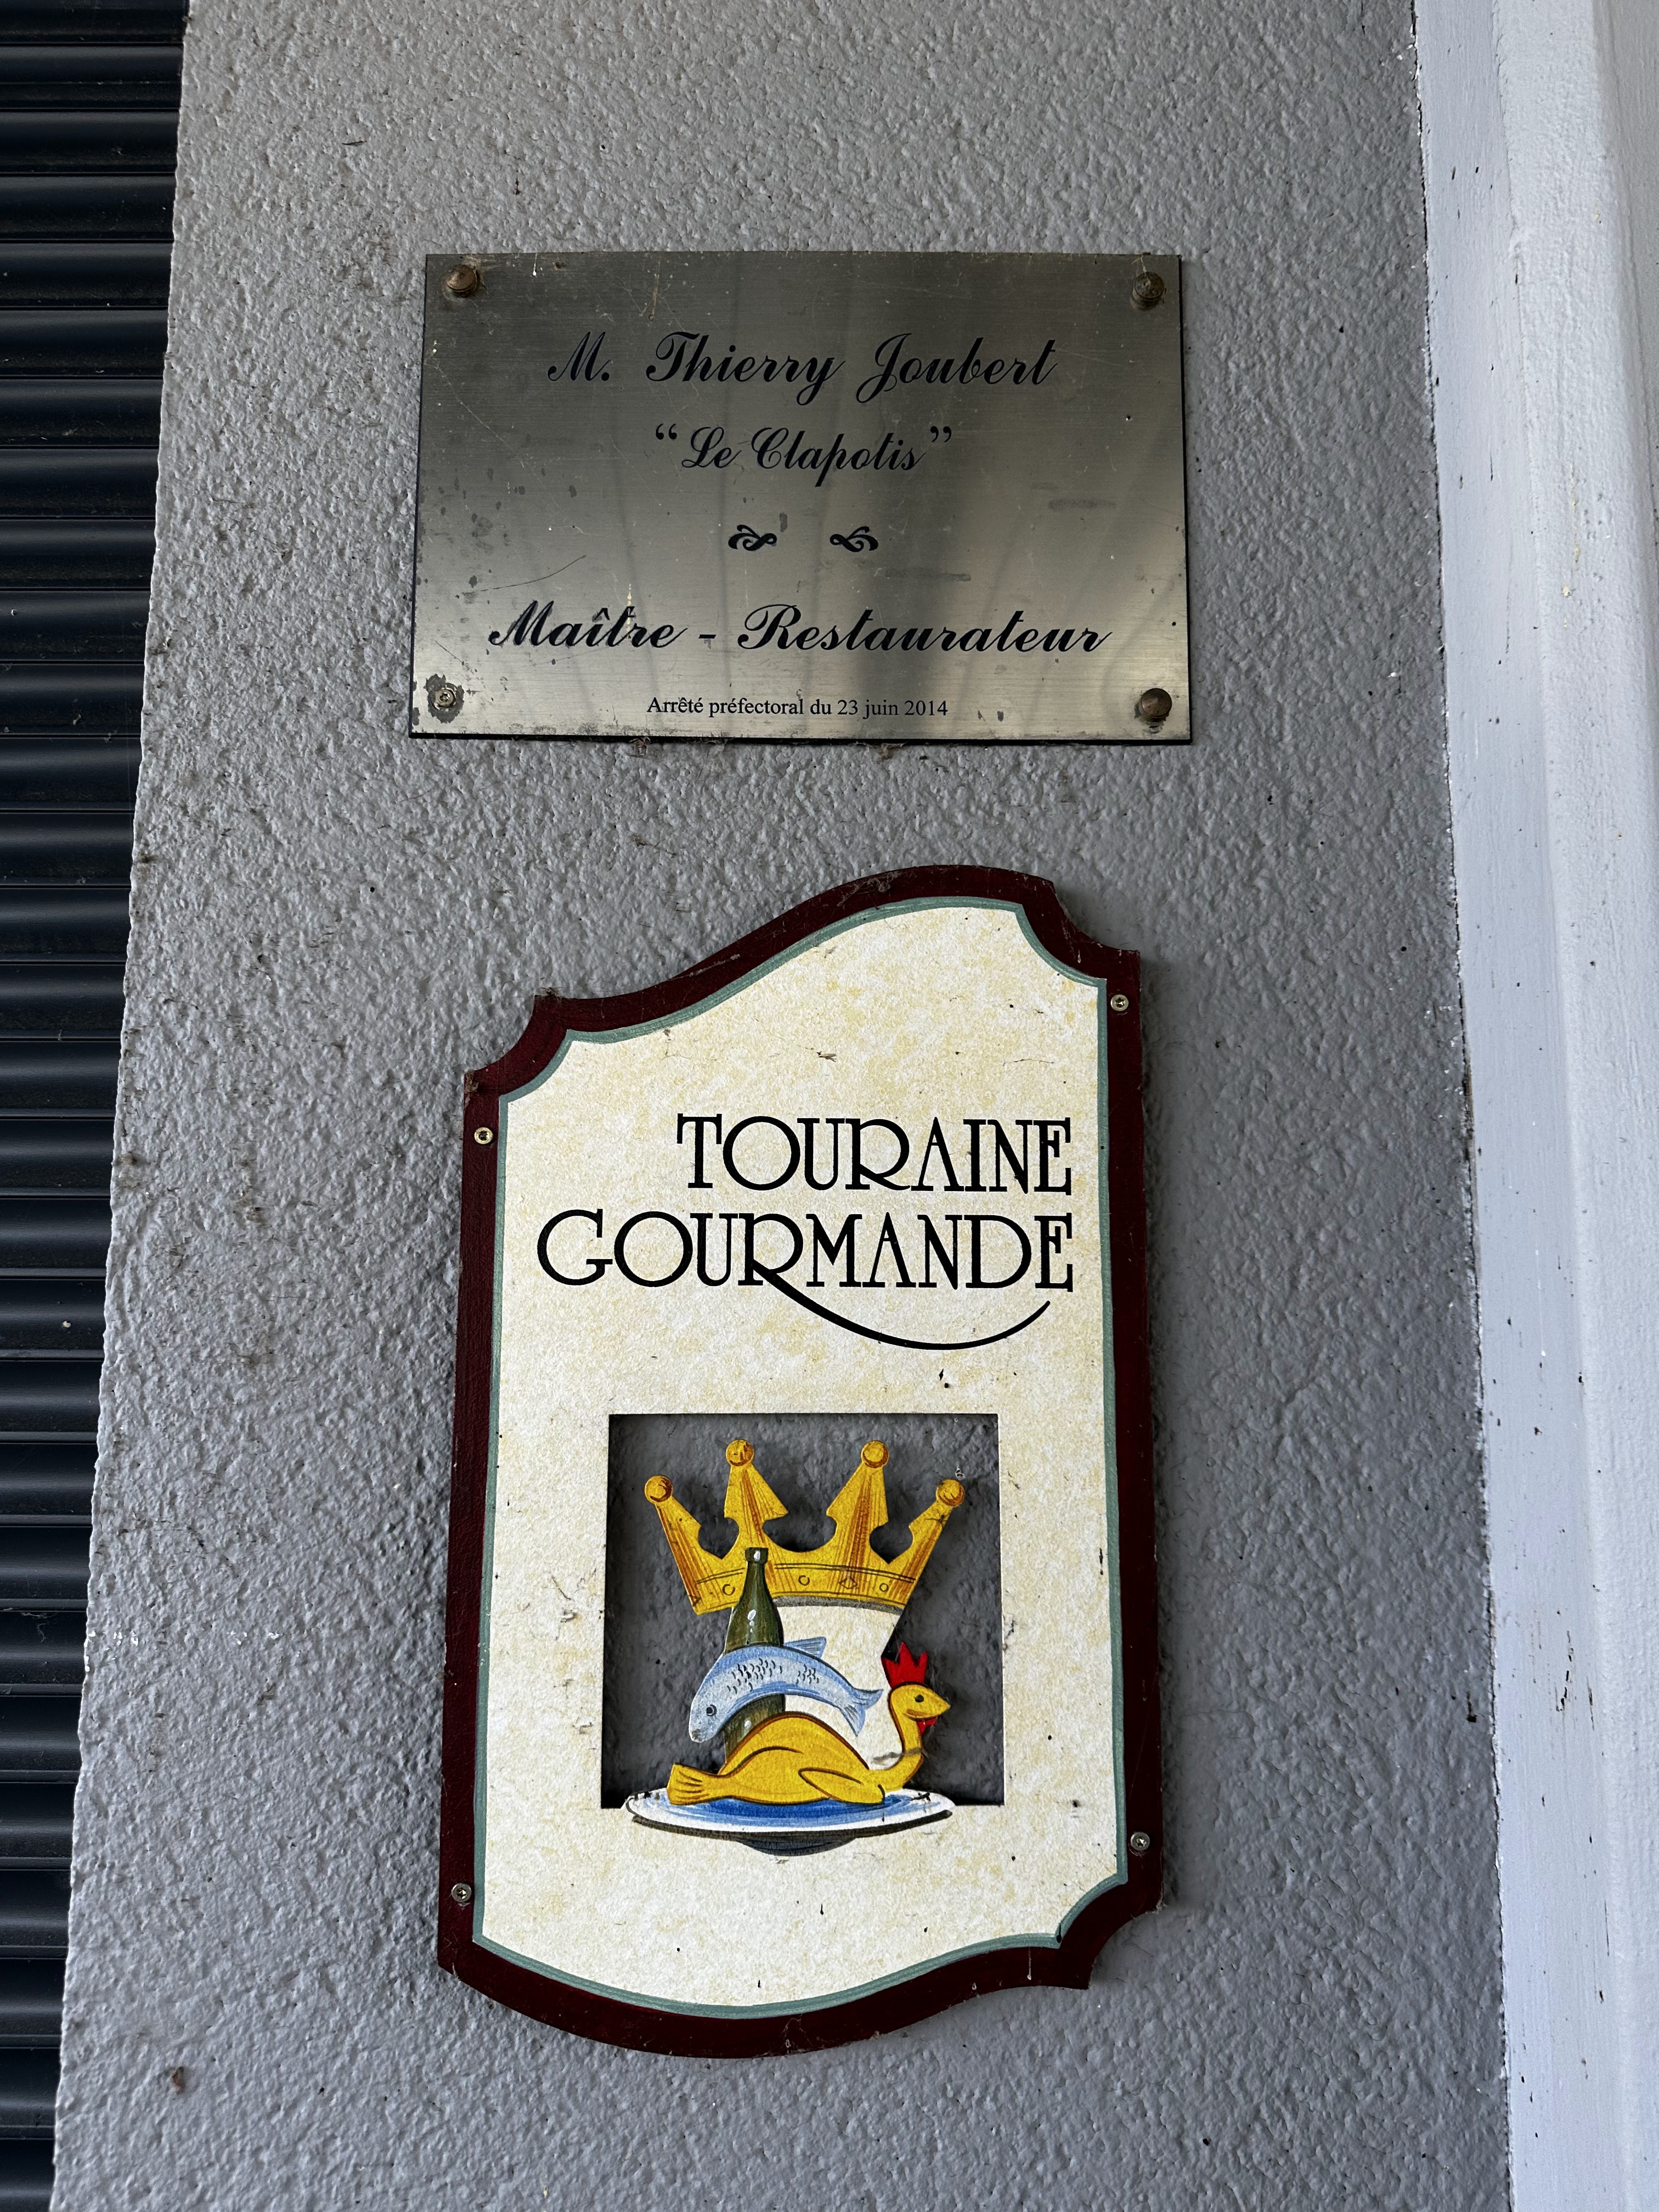 M. Thierry Joubert
“Le Clapotis”
Maître - Restaurateur
Arrêté préfectoral du 23 juin 2014
TOURAINE
GOURMANDE